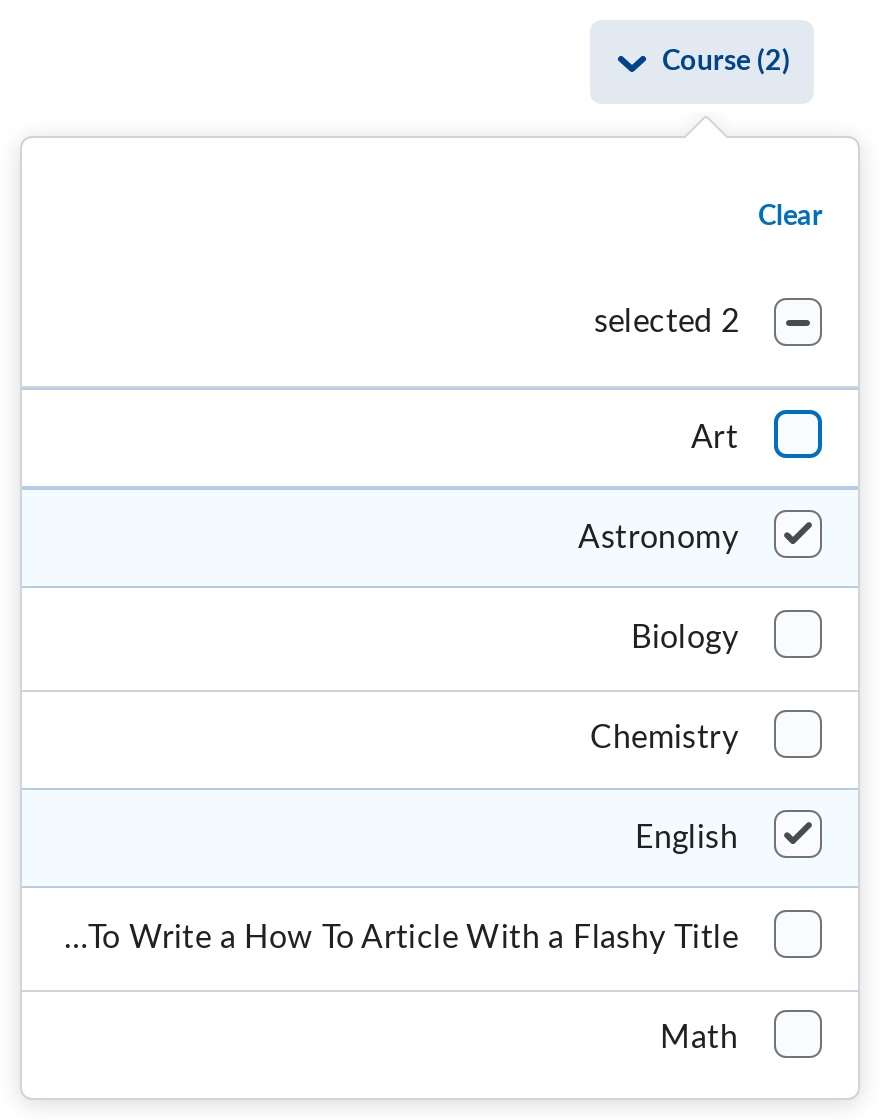 Course (2)
Clear
selected 2
Art
Astronomy
Biology
Chemistry
English
...To Write a How To Article With a Flashy Title
Math